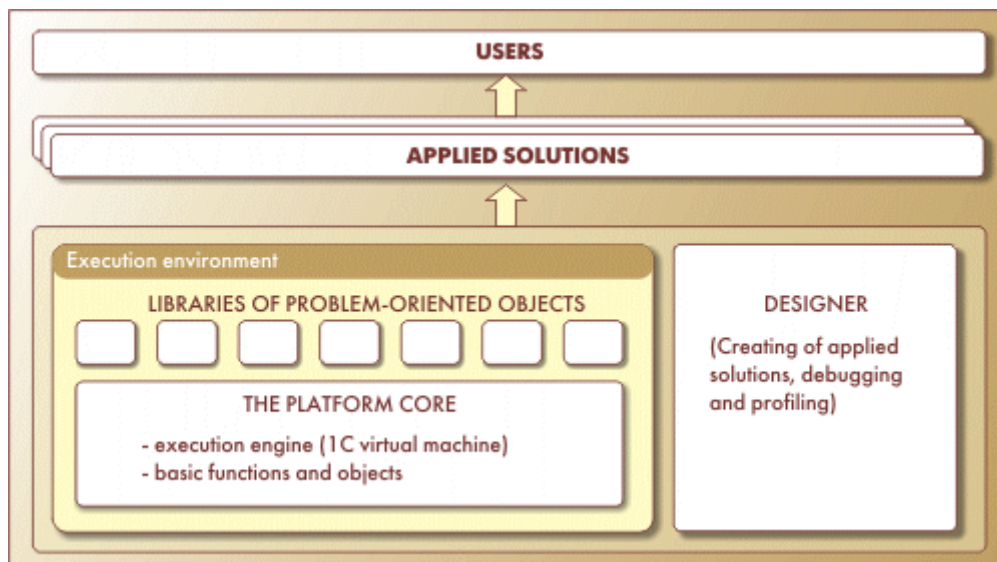 USERS
APPLIED SOLUTIONS
Execution environment
LIBRARIES OF PROBLEM-ORIENTED OBJECTS
THE PLATFORM CORE
- execution engine (1C virtual machine)
- basic functions and objects
DESIGNER
(Creating of applied
solutions, debugging
and profiling)